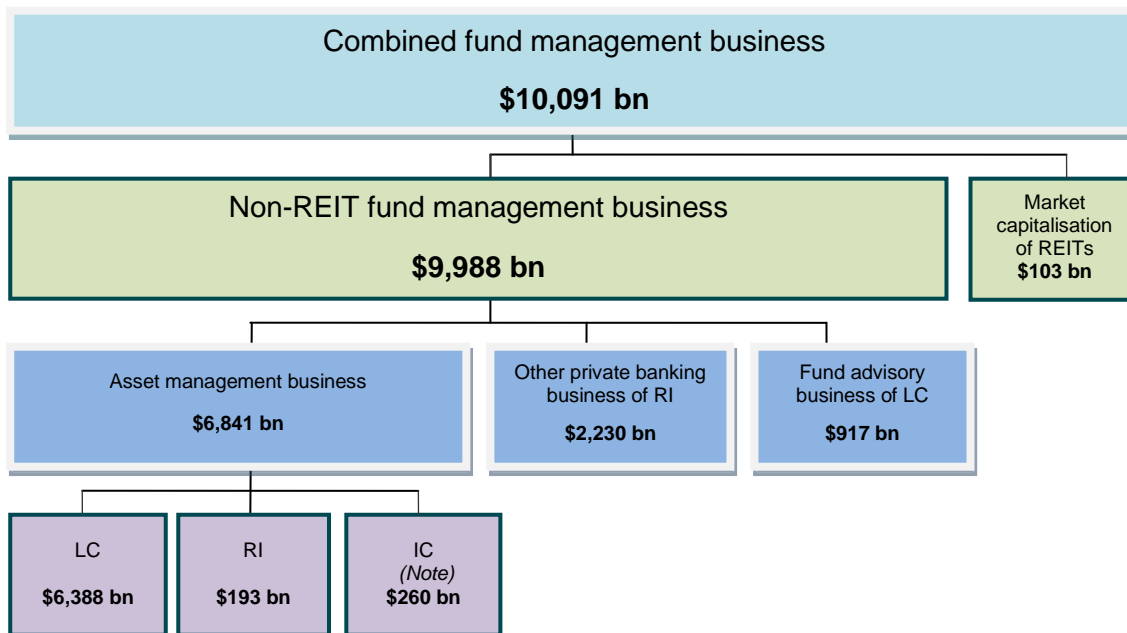 Combined fund management business
$10,091 bn
Non-REIT fund management business
$9,988 bn
Market
capitalisation
of REITs
$103 bn
Asset management business
$6,841 bn
Other private banking
business of RI
$2,230 bn
Fund advisory
business of LC
$917 bn
LC
$6,388 bn
RI
$193 bn
IC
(Note)
$260 bn